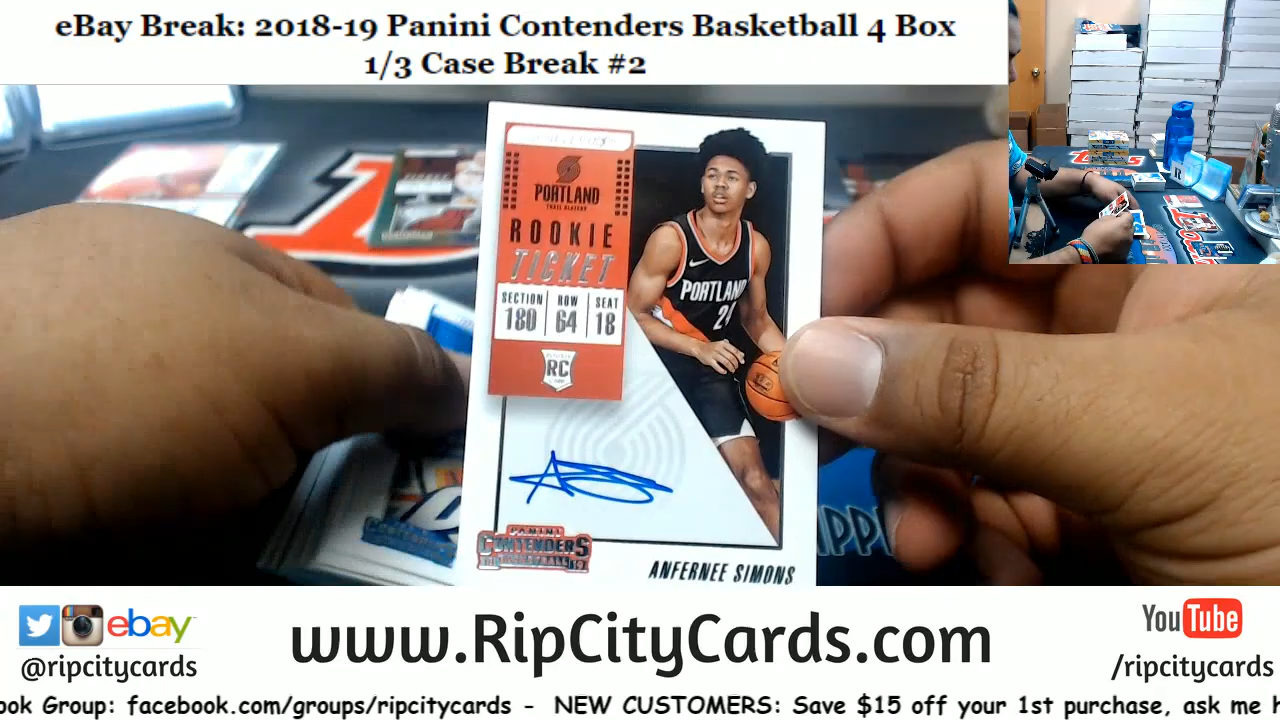 eBay Break: 2018-19 Panini Contenders Basketball 4 Box
1/3 Case Break #2
PORTLAND
TRAIL BLAZERS
ROOKIE
TICKET
SECTION ROW SEAT
180 64 18
RC
PORTLAND
PANINI
CONTENDERS
ANFERNEE SIMONS
ebay
www.RipCityCards.com
YouTube
@ripcitycards
/ripcitycards
ook Group: facebook.com/groups/ripcitycards - NEW CUSTOMERS: Save $15 off your 1st purchase, ask me h